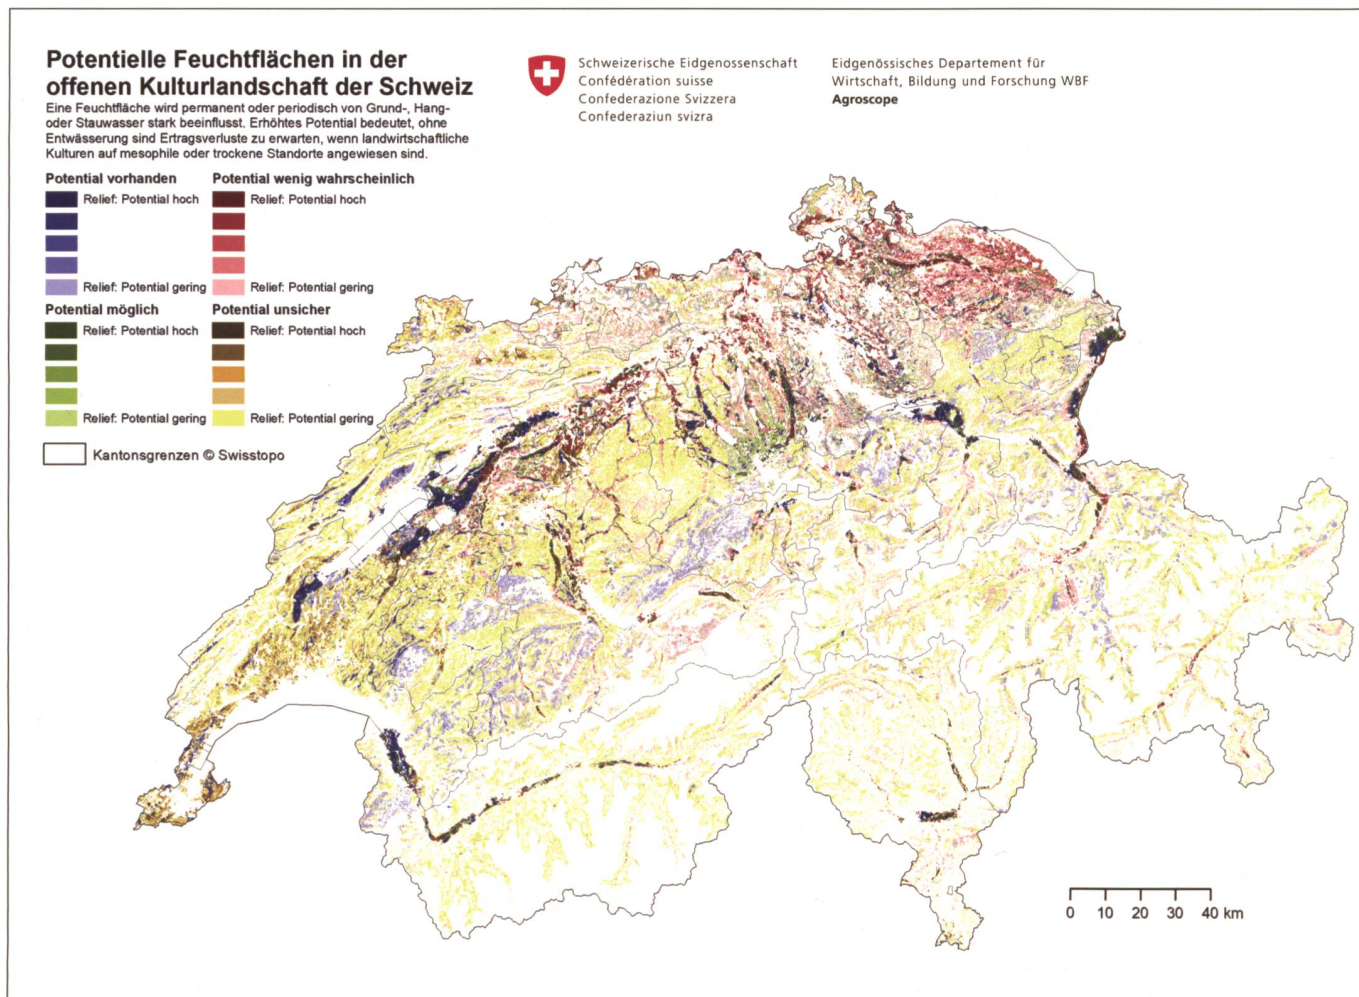 Potentielle Feuchtflächen in der
offenen Kulturlandschaft der Schweiz
Eine Feuchtfläche wird permanent oder periodisch von Grund-, Hang-
oder Stauwasser stark beeinflusst. Erhöhtes Potential bedeutet, ohne
Entwässerung sind Ertragsverluste zu erwarten, wenn landwirtschaftliche
Kulturen auf mesophile oder trockene Standorte angewiesen sind.
Schweizerische Eidgenossenschaft
Confédération suisse
Confederazione Svizzera
Confederaziun svizra
Eidgenössisches Departement für
Wirtschaft, Bildung und Forschung WBF
Agroscope
Potential vorhanden
Relief: Potential hoch
Relief: Potential gering
Potential wenig wahrscheinlich
Relief: Potential hoch
Relief: Potential gering
Potential möglich
Relief: Potential hoch
Relief: Potential gering
Potential unsicher
Relief: Potential hoch
Relief: Potential gering
Kantonsgrenzen © Swisstopo
0 10 20 30 40 km